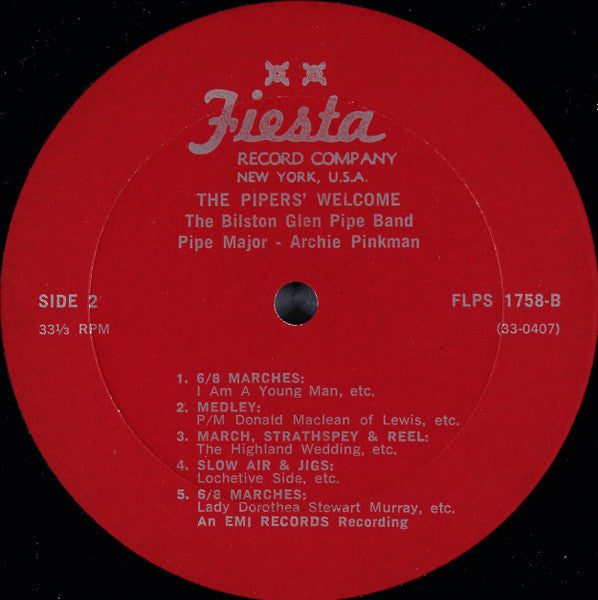 Fiesta
RECORD COMPANY
NEW YORK, U.S.A.
THE PIPERS' WELCOME
The Bilston Glen Pipe Band
Pipe Major - Archie Pinkman
SIDE 2
33⅓ RPM
FLPS 1758-B
(33-0407)
1. 6/8 MARCHES:
I Am A Young Man, etc.
2. MEDLEY:
P/M Donald Maclean of Lewis, etc.
3. MARCH, STRATHSPEY & REEL:
The Highland Wedding, etc.
4. SLOW AIR & JIGS:
Lochetive Side, etc.
5. 6/8 MARCHES:
Lady Dorothea Stewart Murray, etc.
An EMI RECORDS Recording